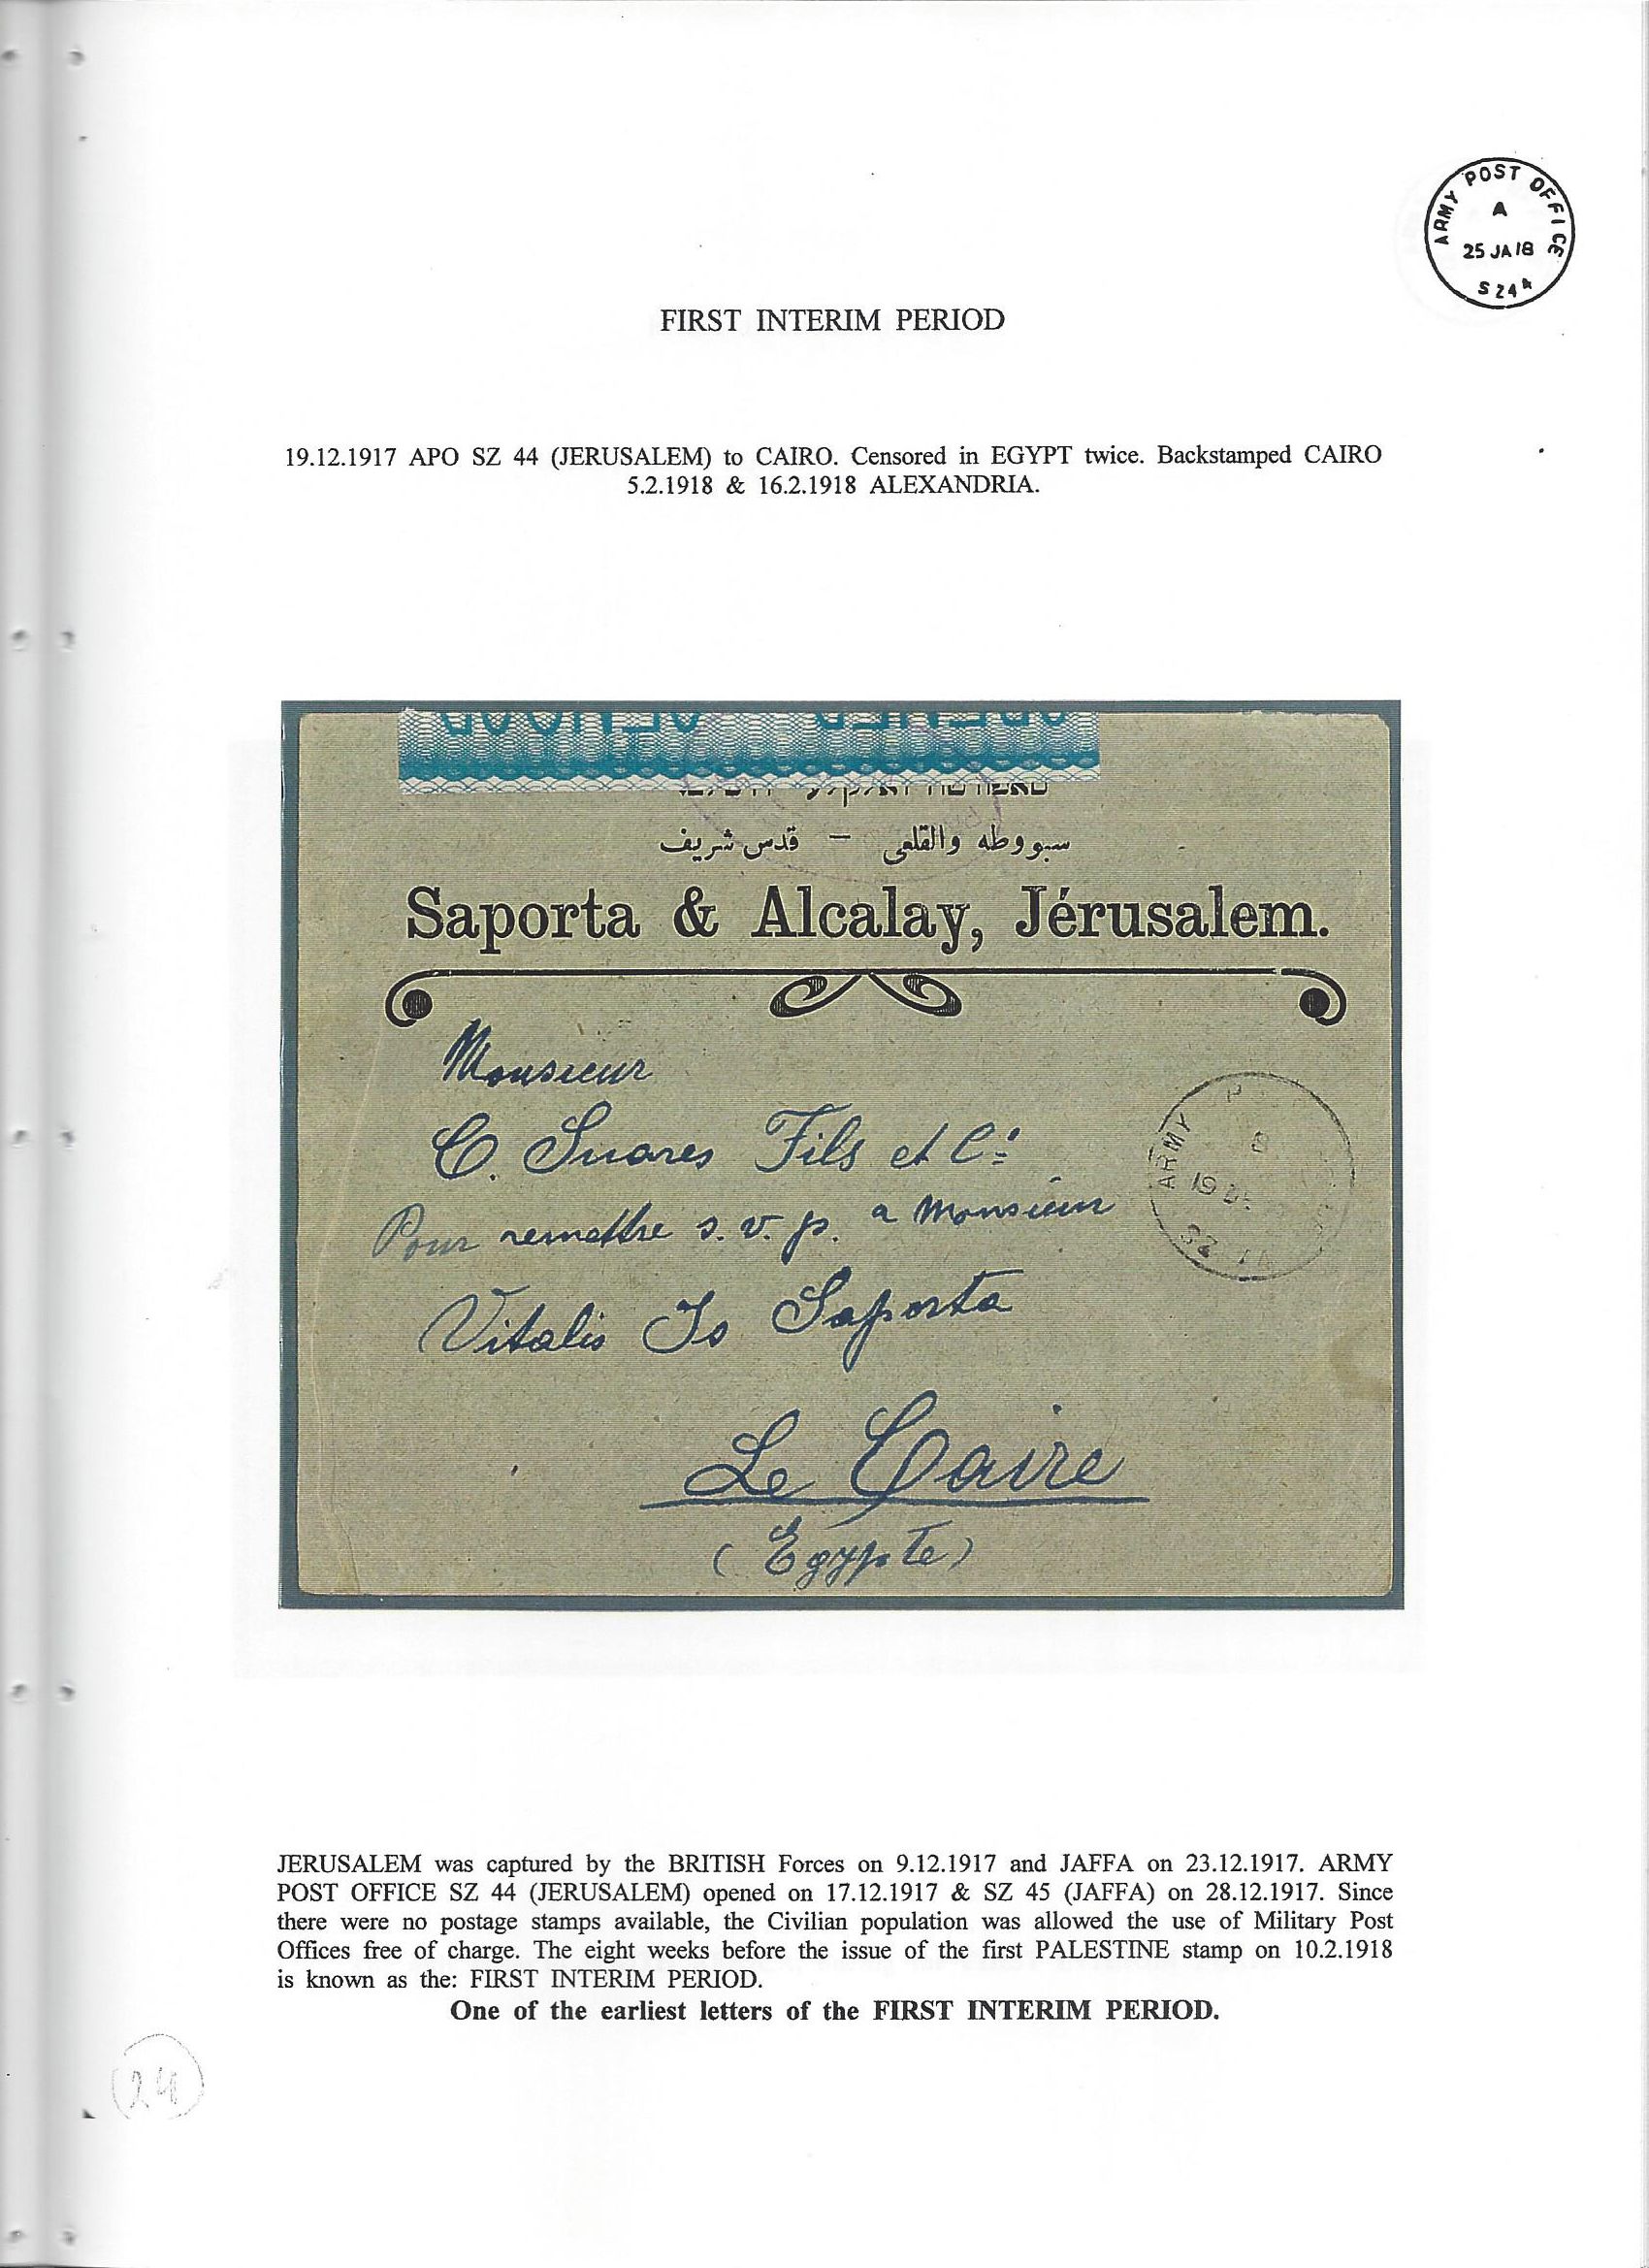 ARMY POST OFFICE
A
25 JA 18
SZ44
FIRST INTERIM PERIOD
19.12.1917 APO SZ 44 (JERUSALEM) to CAIRO. Censored in EGYPT twice. Backstamped CAIRO
5.2.1918 & 16.2.1918 ALEXANDRIA.
سبورطه والقلعى — قدس شريف
Saporta & Alcalay, Jérusalem.
Monsieur
C. Suares Fils et Cie
Pour remettre s. v. p. a Monsieur
Vitalis Is Saporta
Le Caire
(Egypte)
ARMY
19 DE
SZ
JERUSALEM was captured by the BRITISH Forces on 9.12.1917 and JAFFA on 23.12.1917. ARMY
POST OFFICE SZ 44 (JERUSALEM) opened on 17.12.1917 & SZ 45 (JAFFA) on 28.12.1917. Since
there were no postage stamps available, the Civilian population was allowed the use of Military Post
Offices free of charge. The eight weeks before the issue of the first PALESTINE stamp on 10.2.1918
is known as the: FIRST INTERIM PERIOD.
One of the earliest letters of the FIRST INTERIM PERIOD.
24